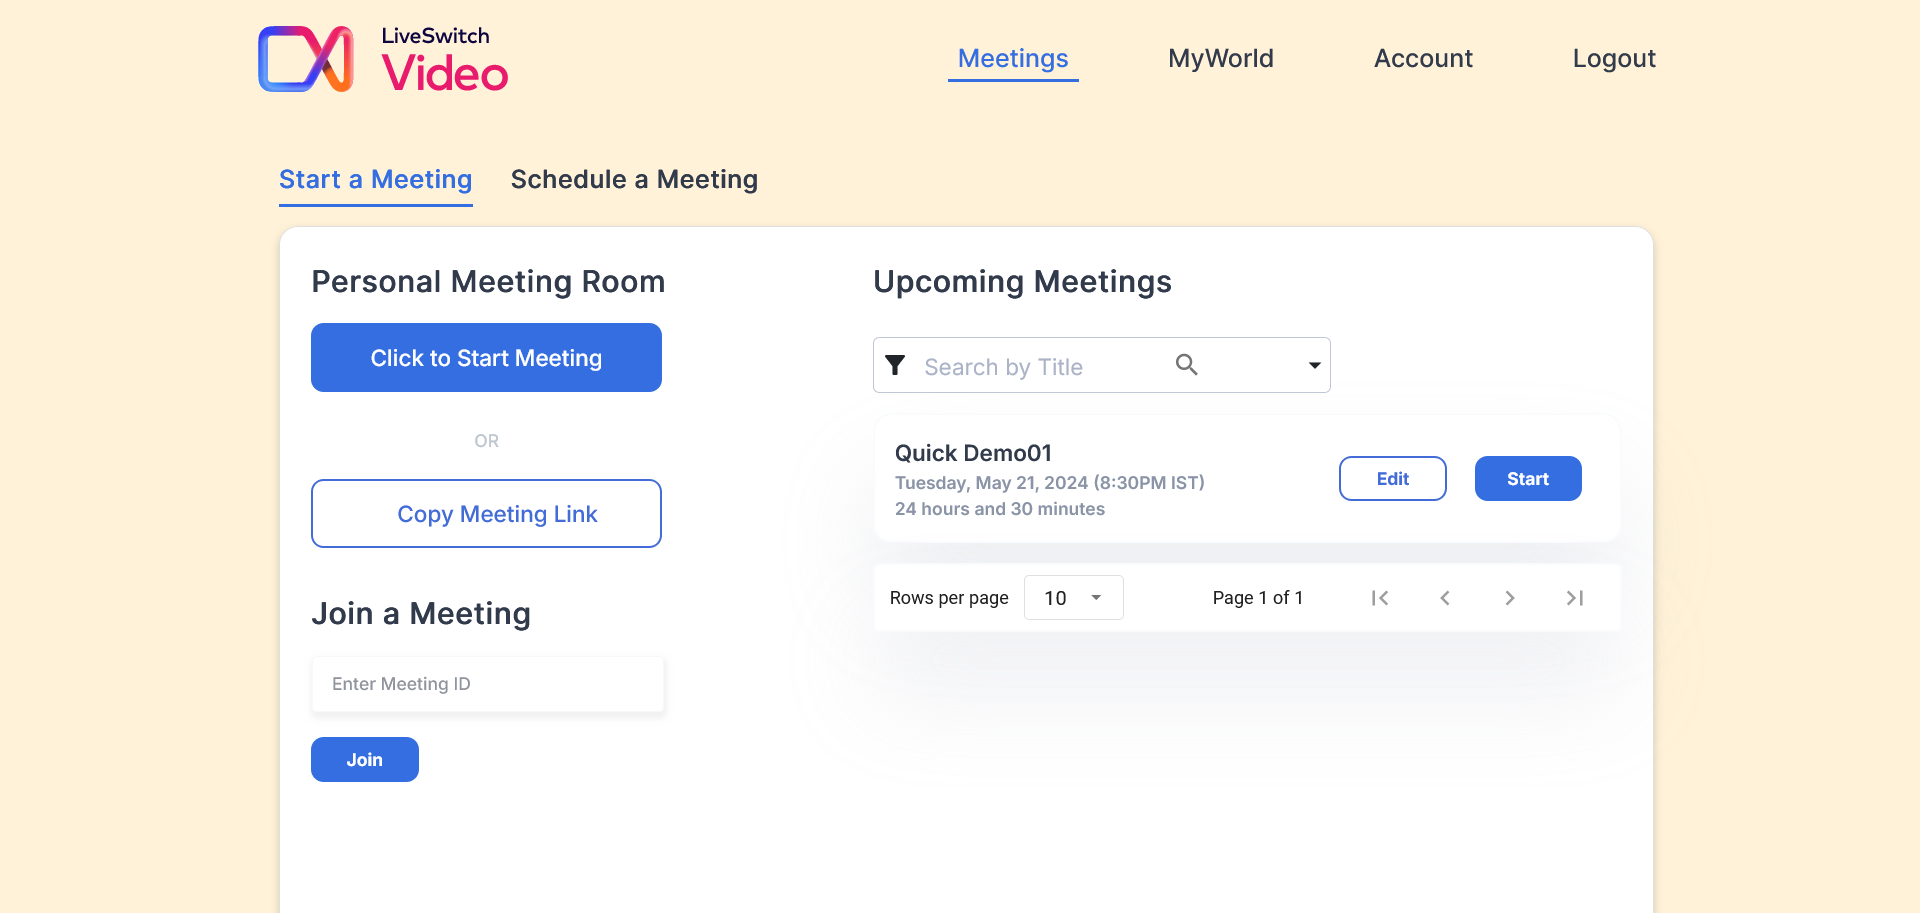 LiveSwitch
Video
Meetings
MyWorld
Account
Logout
Start a Meeting
Schedule a Meeting
Personal Meeting Room
Click to Start Meeting
OR
Copy Meeting Link
Join a Meeting
Enter Meeting ID
Join
Upcoming Meetings
Search by Title
Quick Demo01
Tuesday, May 21, 2024 (8:30PM IST)
24 hours and 30 minutes
Edit
Start
Rows per page
10
Page 1 of 1